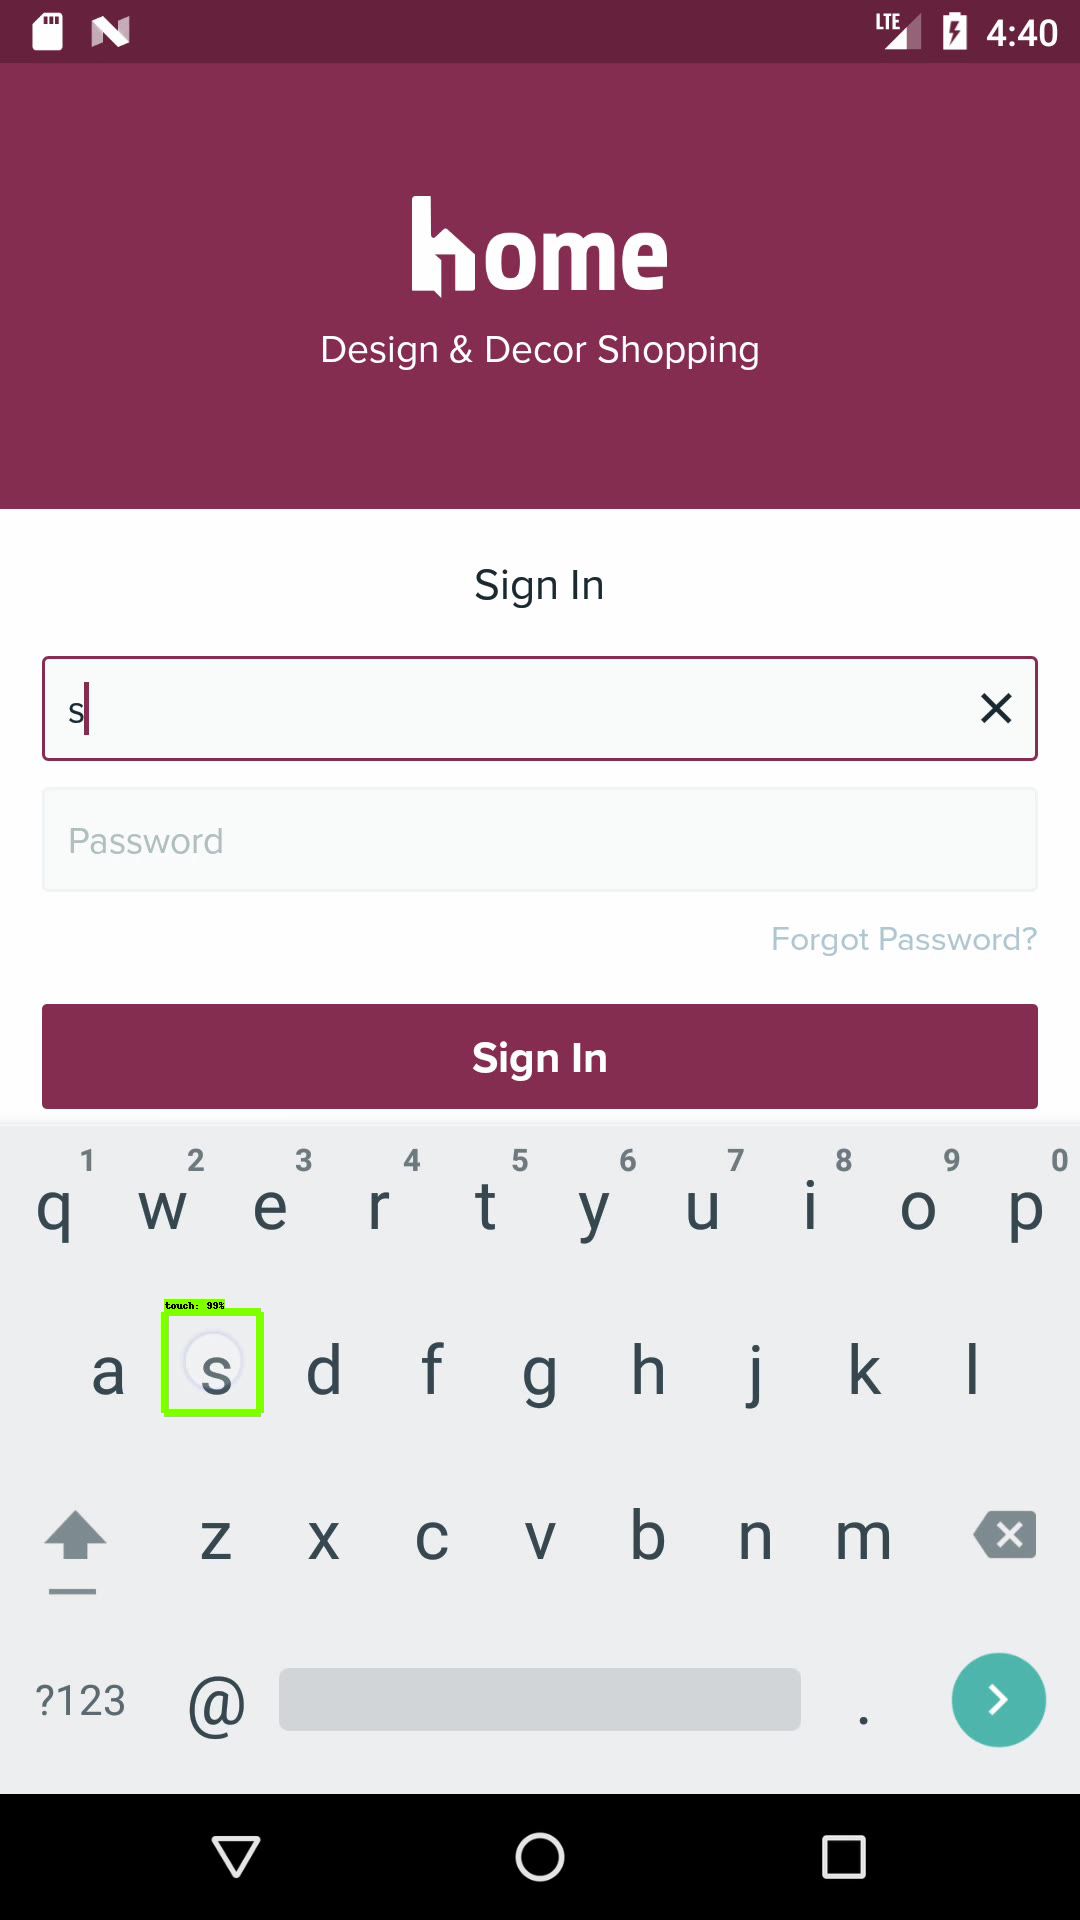 LTE 4:40
home
Design & Decor Shopping
Sign In
s
Password
Forgot Password?
Sign In
1 2 3 4 5 6 7 8 9 0
q w e r t y u i o p
touch: 99%
a s d f g h j k l
z x c v b n m
?123 @ .